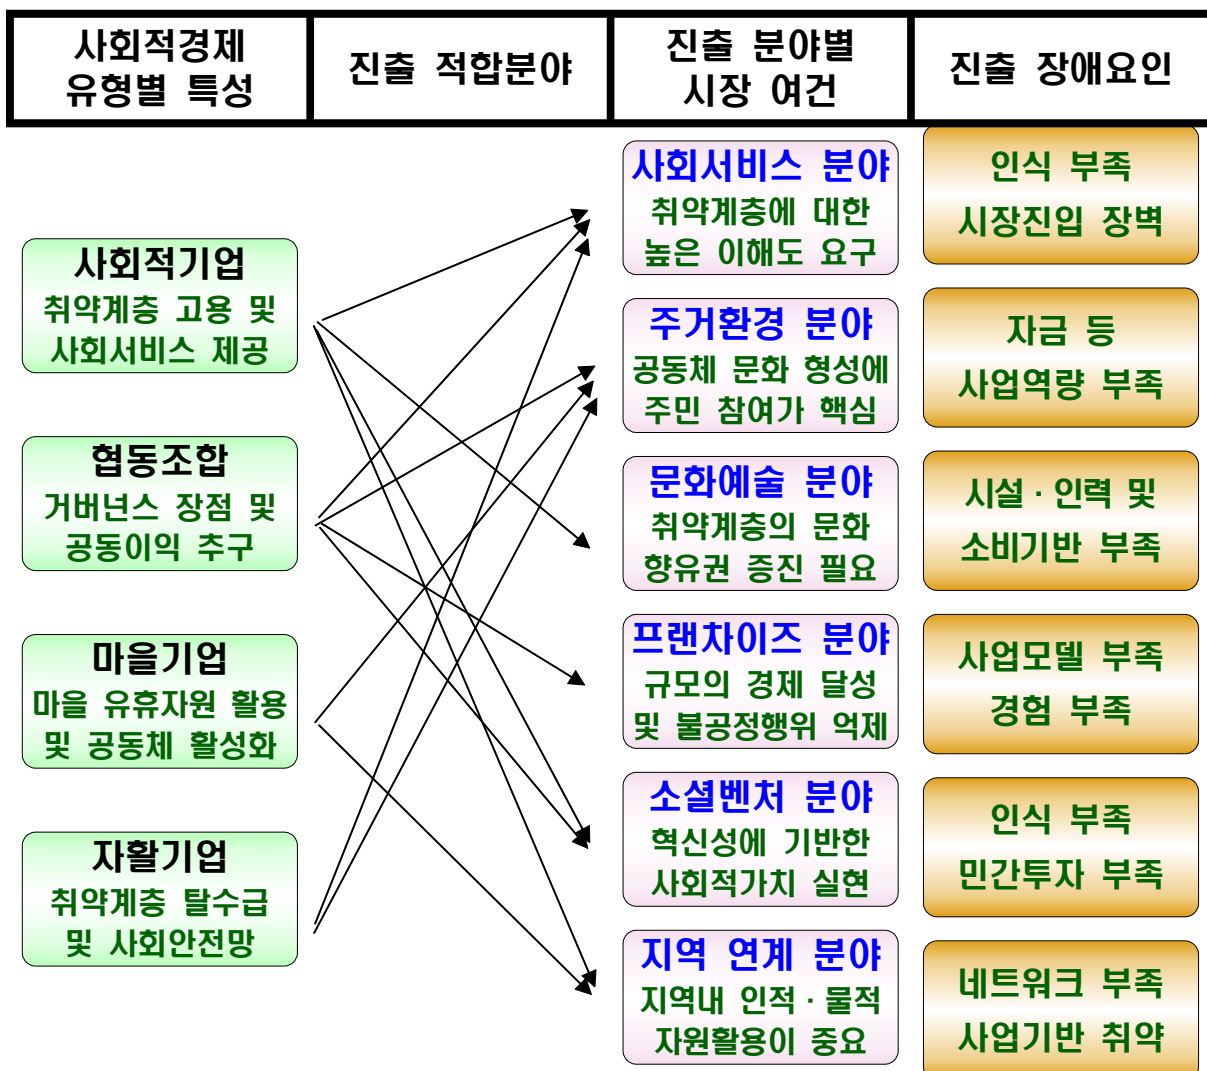 사회적경제
유형별 특성
진출 적합분야
진출 분야별
시장 여건
진출 장애요인
사회적기업
취약계층 고용 및
사회서비스 제공
협동조합
거버넌스 장점 및
공동이익 추구
마을기업
마을 유휴자원 활용
및 공동체 활성화
자활기업
취약계층 탈수급
및 사회안전망
사회서비스 분야
취약계층에 대한
높은 이해도 요구
주거환경 분야
공동체 문화 형성에
주민 참여가 핵심
문화예술 분야
취약계층의 문화
향유권 증진 필요
프랜차이즈 분야
규모의 경제 달성
및 불공정행위 억제
소셜벤처 분야
혁신성에 기반한
사회적가치 실현
지역 연계 분야
지역내 인적·물적
자원활용이 중요
인식 부족
시장진입 장벽
자금 등
사업역량 부족
시설·인력 및
소비기반 부족
사업모델 부족
경험 부족
인식 부족
민간투자 부족
네트워크 부족
사업기반 취약